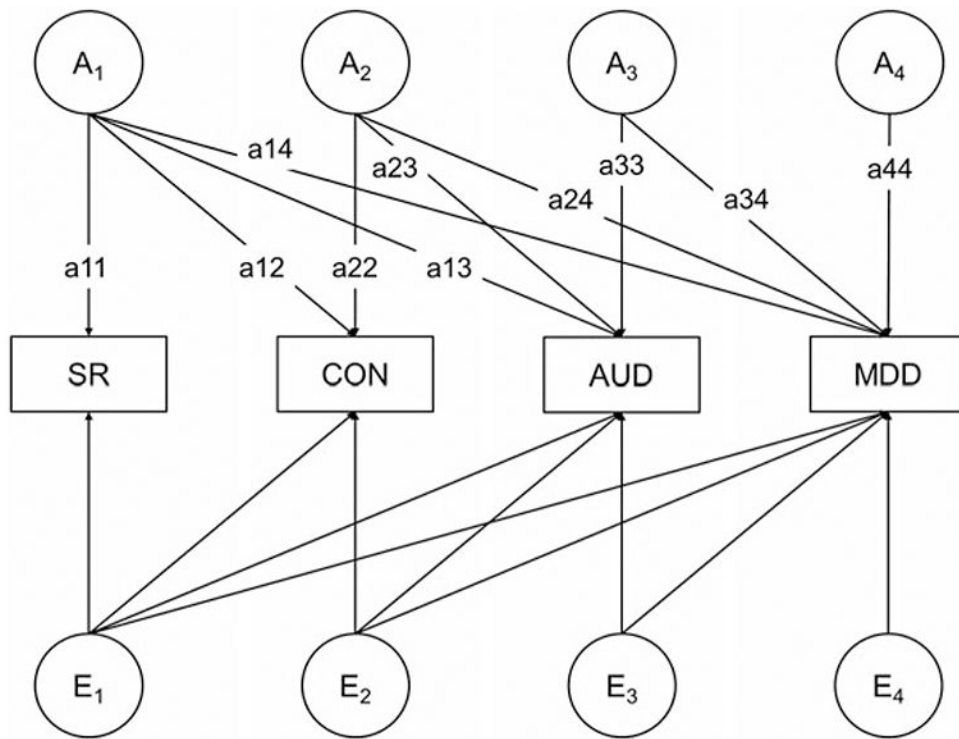 A₁ A₂ A₃ A₄
a14 a23 a33 a24 a34 a44
a11 a12 a22 a13
SR CON AUD MDD
E₁ E₂ E₃ E₄